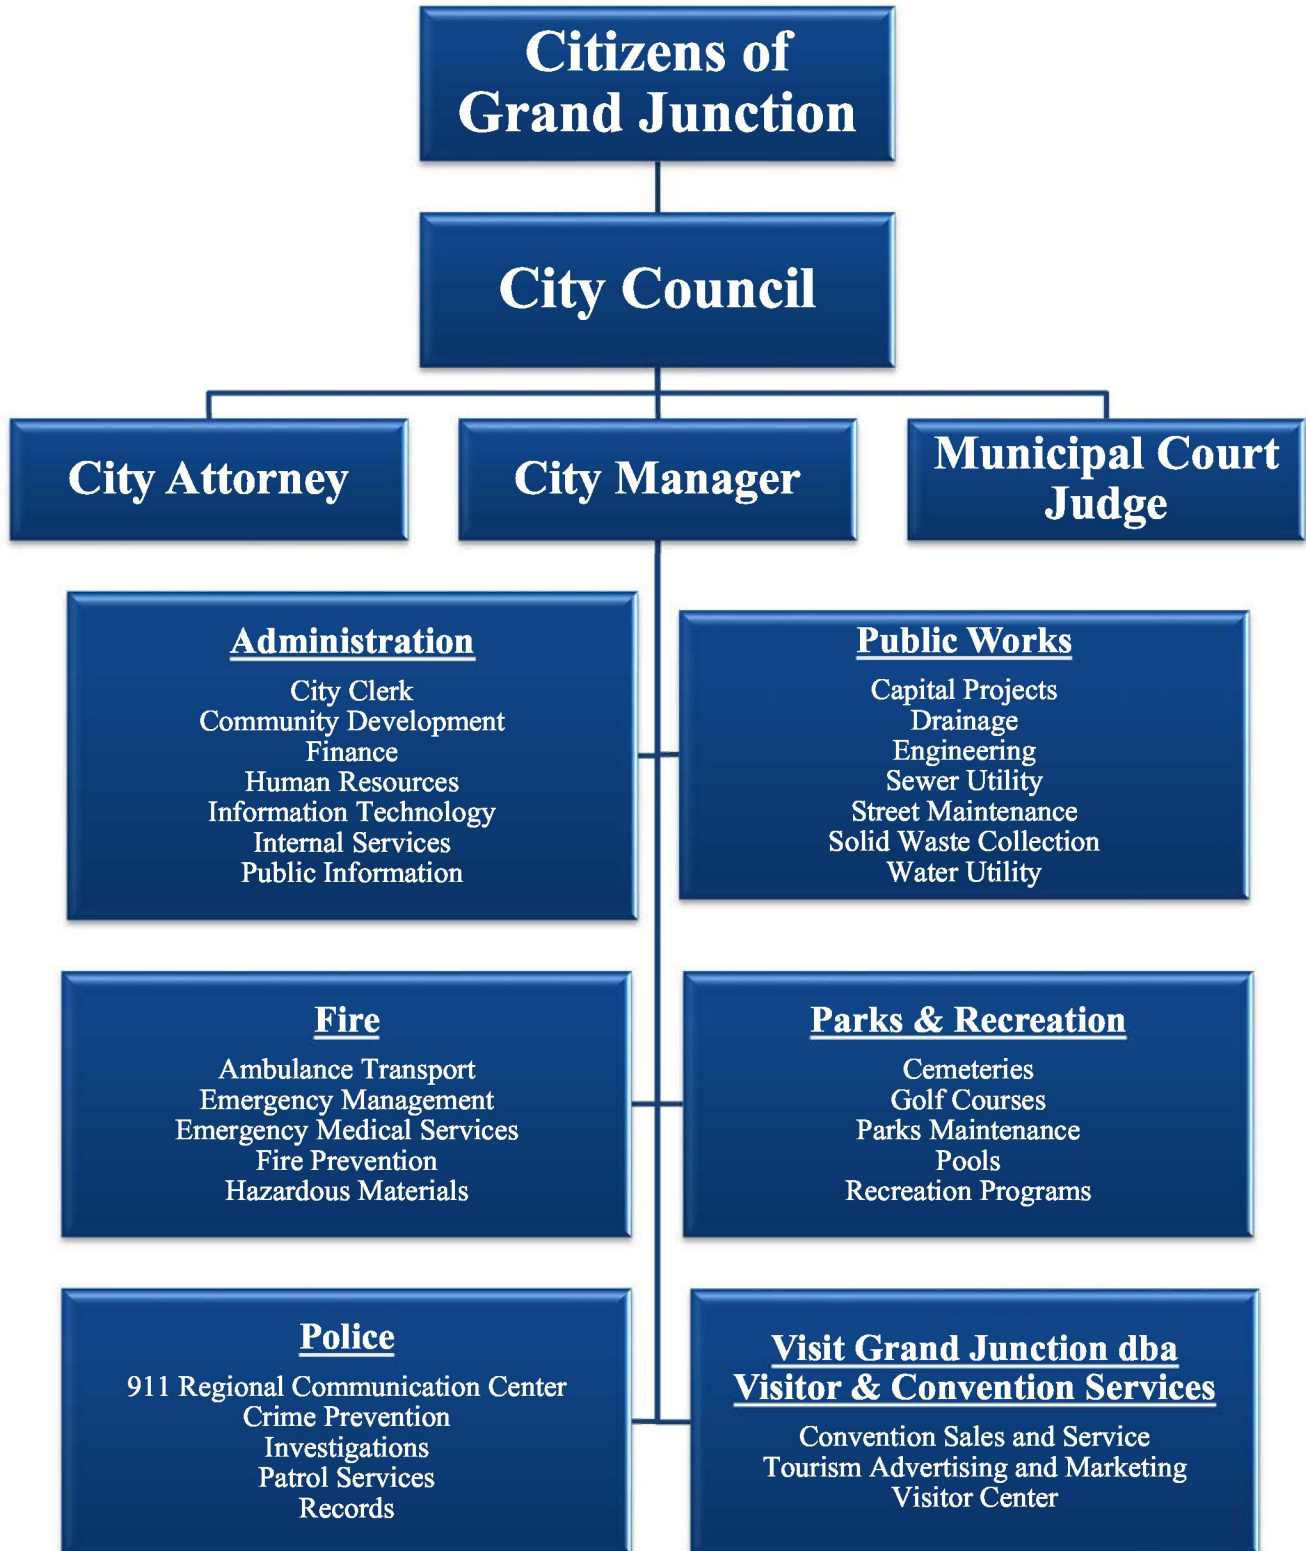 Citizens of
Grand Junction
City Council
City Attorney
City Manager
Municipal Court
Judge
Administration
City Clerk
Community Development
Finance
Human Resources
Information Technology
Internal Services
Public Information
Public Works
Capital Projects
Drainage
Engineering
Sewer Utility
Street Maintenance
Solid Waste Collection
Water Utility
Fire
Ambulance Transport
Emergency Management
Emergency Medical Services
Fire Prevention
Hazardous Materials
Parks & Recreation
Cemeteries
Golf Courses
Parks Maintenance
Pools
Recreation Programs
Police
911 Regional Communication Center
Crime Prevention
Investigations
Patrol Services
Records
Visit Grand Junction dba
Visitor & Convention Services
Convention Sales and Service
Tourism Advertising and Marketing
Visitor Center